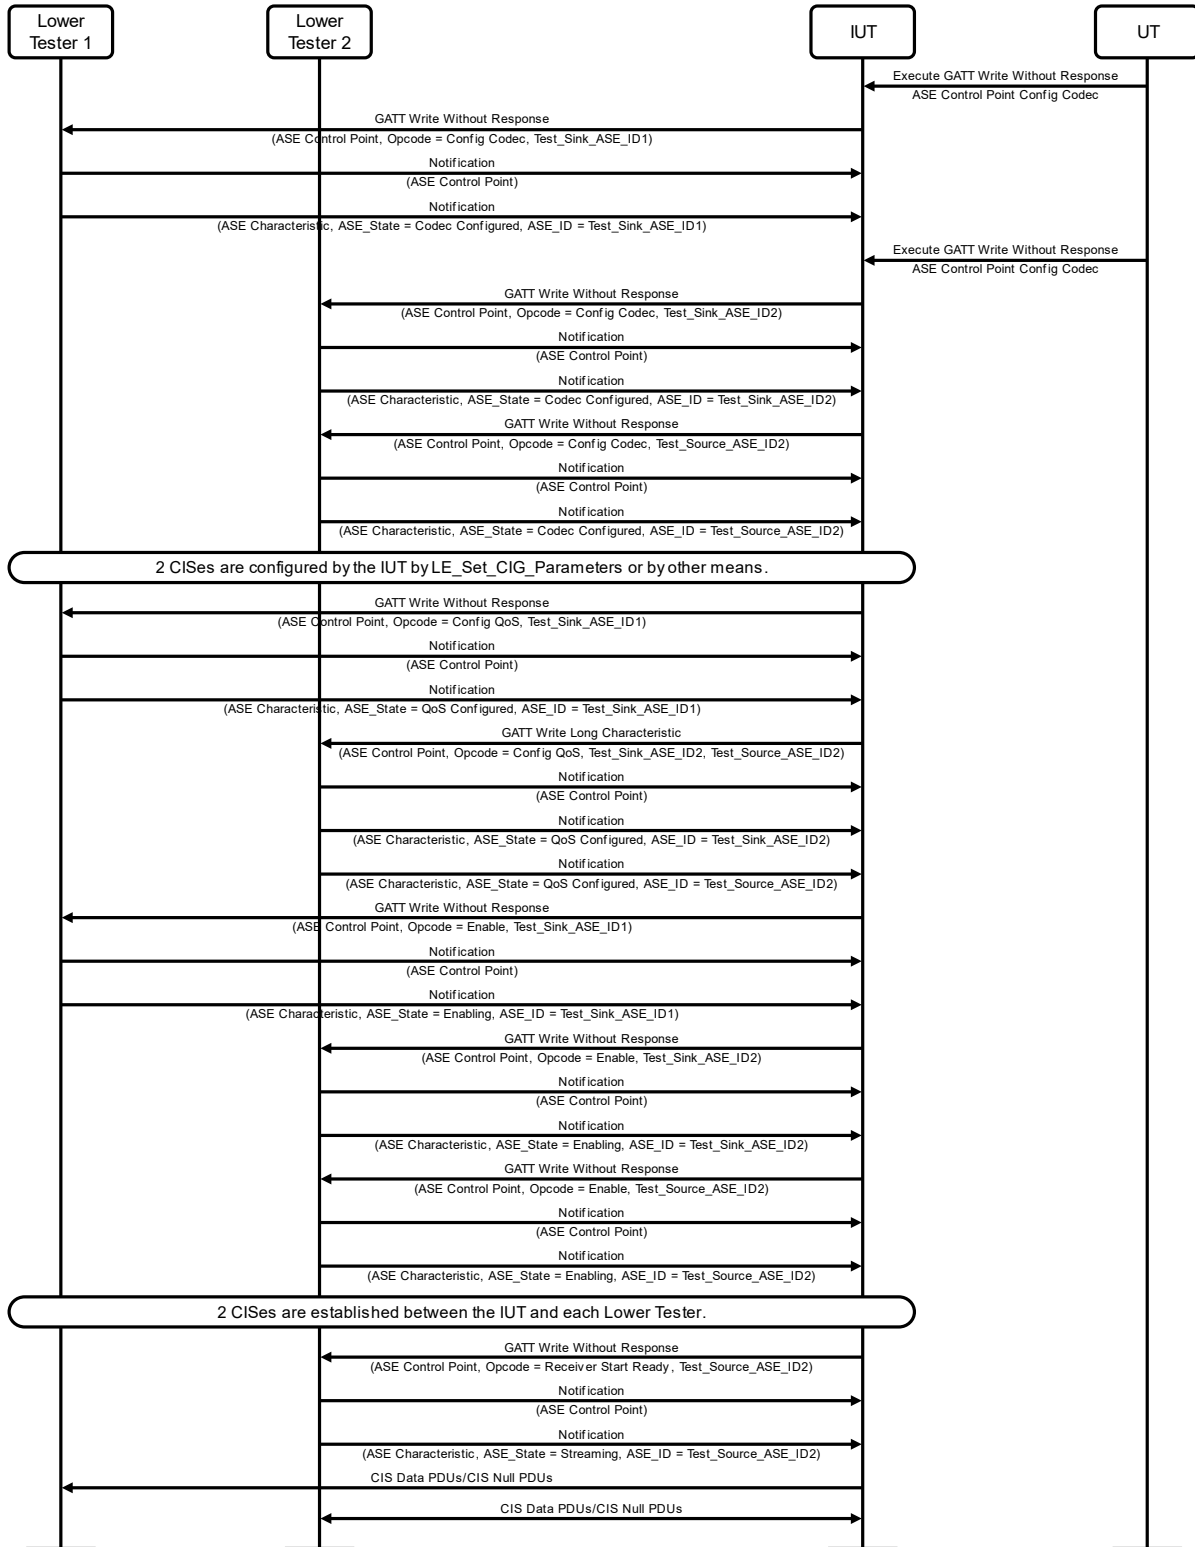 Lower
Tester 1
Lower
Tester 2
IUT
UT
Execute GATT Write Without Response
ASE Control Point Config Codec
GATT Write Without Response
(ASE Control Point, Opcode = Config Codec, Test_Sink_ASE_ID1)
Notification
(ASE Control Point)
Notification
(ASE Characteristic, ASE_State = Codec Configured, ASE_ID = Test_Sink_ASE_ID1)
Execute GATT Write Without Response
ASE Control Point Config Codec
GATT Write Without Response
(ASE Control Point, Opcode = Config Codec, Test_Sink_ASE_ID2)
Notification
(ASE Control Point)
Notification
(ASE Characteristic, ASE_State = Codec Configured, ASE_ID = Test_Sink_ASE_ID2)
GATT Write Without Response
(ASE Control Point, Opcode = Config Codec, Test_Source_ASE_ID2)
Notification
(ASE Control Point)
Notification
(ASE Characteristic, ASE_State = Codec Configured, ASE_ID = Test_Source_ASE_ID2)
2 CISes are configured by the IUT by LE_Set_CIG_Parameters or by other means.
GATT Write Without Response
(ASE Control Point, Opcode = Config QoS, Test_Sink_ASE_ID1)
Notification
(ASE Control Point)
Notification
(ASE Characteristic, ASE_State = QoS Configured, ASE_ID = Test_Sink_ASE_ID1)
GATT Write Long Characteristic
(ASE Control Point, Opcode = Config QoS, Test_Sink_ASE_ID2, Test_Source_ASE_ID2)
Notification
(ASE Control Point)
Notification
(ASE Characteristic, ASE_State = QoS Configured, ASE_ID = Test_Sink_ASE_ID2)
Notification
(ASE Characteristic, ASE_State = QoS Configured, ASE_ID = Test_Source_ASE_ID2)
GATT Write Without Response
(ASE Control Point, Opcode = Enable, Test_Sink_ASE_ID1)
Notification
(ASE Control Point)
Notification
(ASE Characteristic, ASE_State = Enabling, ASE_ID = Test_Sink_ASE_ID1)
GATT Write Without Response
(ASE Control Point, Opcode = Enable, Test_Sink_ASE_ID2)
Notification
(ASE Control Point)
Notification
(ASE Characteristic, ASE_State = Enabling, ASE_ID = Test_Sink_ASE_ID2)
GATT Write Without Response
(ASE Control Point, Opcode = Enable, Test_Source_ASE_ID2)
Notification
(ASE Control Point)
Notification
(ASE Characteristic, ASE_State = Enabling, ASE_ID = Test_Source_ASE_ID2)
2 CISes are established between the IUT and each Lower Tester.
GATT Write Without Response
(ASE Control Point, Opcode = Receiver Start Ready, Test_Source_ASE_ID2)
Notification
(ASE Control Point)
Notification
(ASE Characteristic, ASE_State = Streaming, ASE_ID = Test_Source_ASE_ID2)
CIS Data PDUs/CIS Null PDUs
CIS Data PDUs/CIS Null PDUs